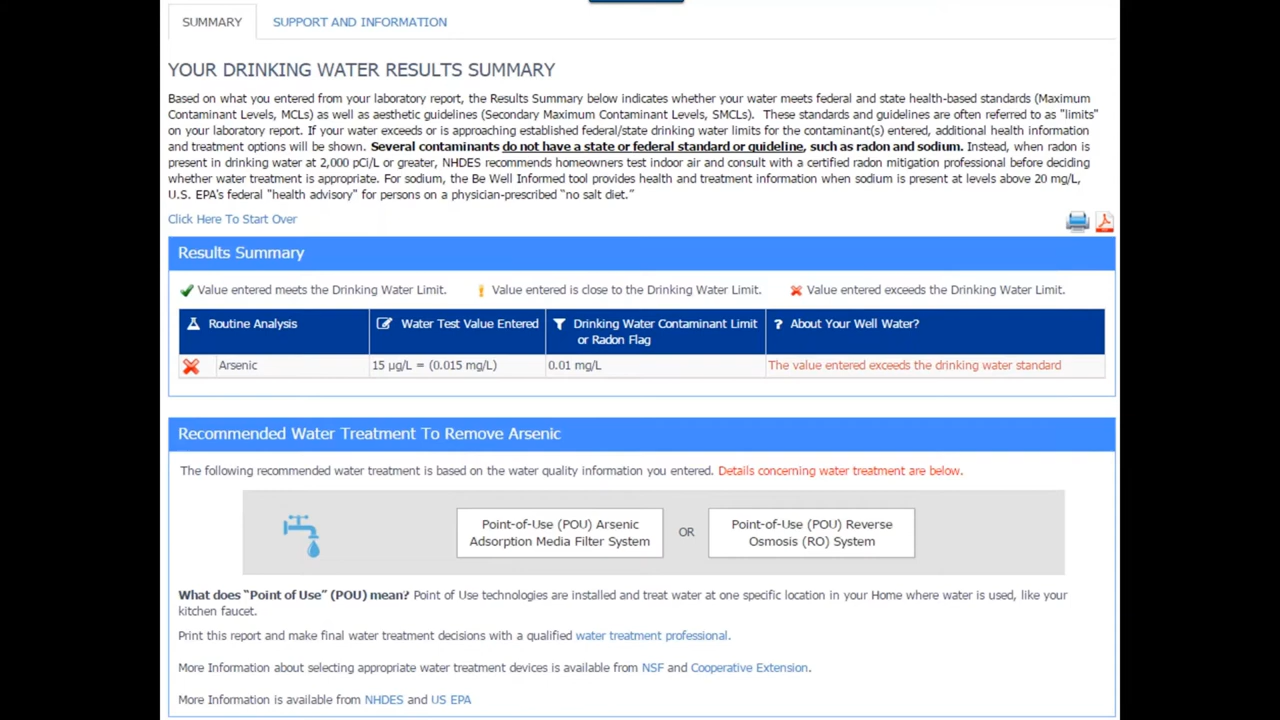 SUMMARY
SUPPORT AND INFORMATION
YOUR DRINKING WATER RESULTS SUMMARY
Based on what you entered from your laboratory report, the Results Summary below indicates whether your water meets federal and state health-based standards (Maximum
Contaminant Levels, MCLs) as well as aesthetic guidelines (Secondary Maximum Contaminant Levels, SMCLs).  These standards and guidelines are often referred to as "limits"
on your laboratory report. If your water exceeds or is approaching established federal/state drinking water limits for the contaminant(s) entered, additional health information
and treatment options will be shown. Several contaminants do not have a state or federal standard or guideline, such as radon and sodium. Instead, when radon is
present in drinking water at 2,000 pCi/L or greater, NHDES recommends homeowners test indoor air and consult with a certified radon mitigation professional before deciding
whether water treatment is appropriate. For sodium, the Be Well Informed tool provides health and treatment information when sodium is present at levels above 20 mg/L,
U.S. EPA's federal "health advisory" for persons on a physician-prescribed "no salt diet."
Click Here To Start Over
Results Summary
Value entered meets the Drinking Water Limit.
Value entered is close to the Drinking Water Limit.
Value entered exceeds the Drinking Water Limit.
Routine Analysis
Water Test Value Entered
Drinking Water Contaminant Limit
or Radon Flag
? About Your Well Water?
Arsenic
15 µg/L = (0.015 mg/L)
0.01 mg/L
The value entered exceeds the drinking water standard
Recommended Water Treatment To Remove Arsenic
The following recommended water treatment is based on the water quality information you entered. Details concerning water treatment are below.
Point-of-Use (POU) Arsenic
Adsorption Media Filter System
OR
Point-of-Use (POU) Reverse
Osmosis (RO) System
What does "Point of Use" (POU) mean? Point of Use technologies are installed and treat water at one specific location in your Home where water is used, like your
kitchen faucet.
Print this report and make final water treatment decisions with a qualified water treatment professional.
More Information about selecting appropriate water treatment devices is available from NSF and Cooperative Extension.
More Information is available from NHDES and US EPA